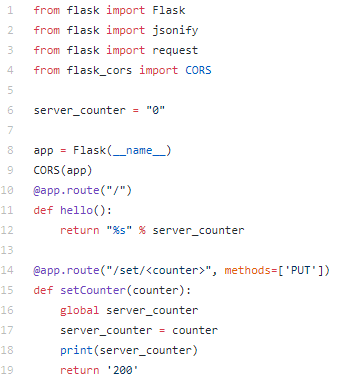 1 from flask import Flask
2 from flask import jsonify
3 from flask import request
4 from flask_cors import CORS
5
6 server_counter = "0"
7
8 app = Flask(__name__)
9 CORS(app)
10 @app.route("/")
11 def hello():
12     return "%s" % server_counter
13
14 @app.route("/set/<counter>", methods=['PUT'])
15 def setCounter(counter):
16     global server_counter
17     server_counter = counter
18     print(server_counter)
19     return '200'